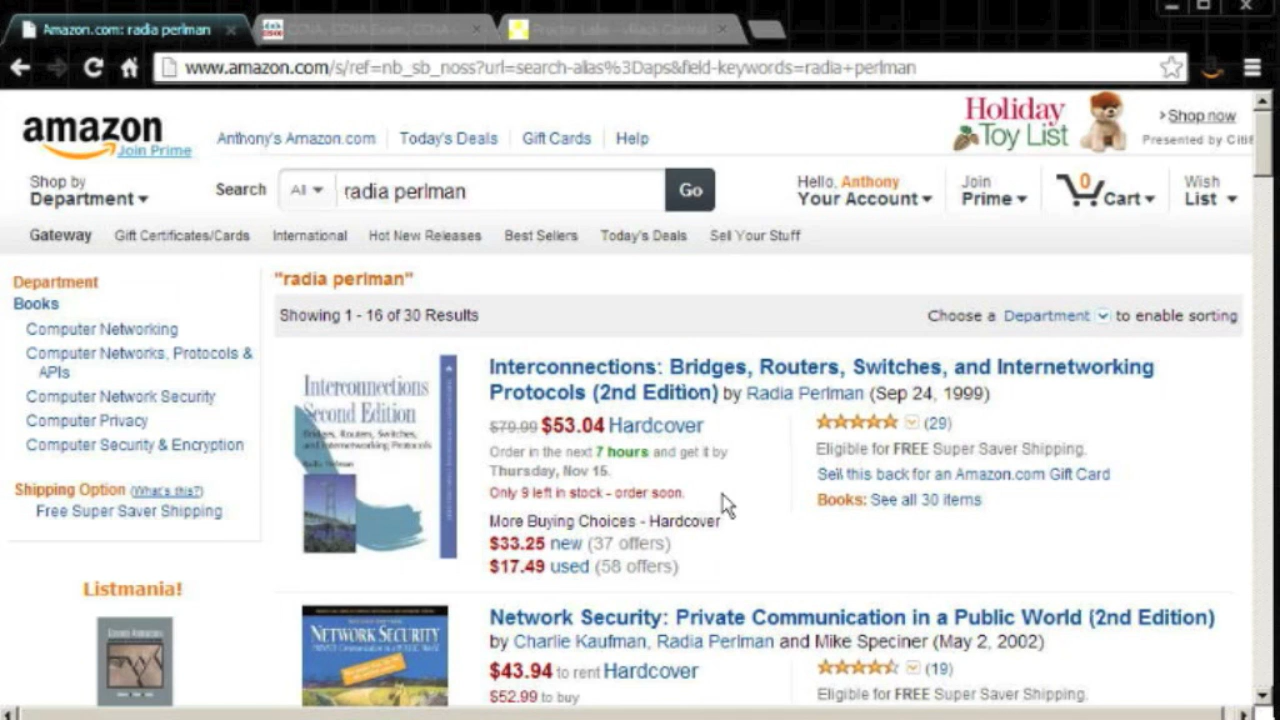 Amazon.com: radia perlman
www.amazon.com/s/ref=nb_sb_noss?url=search-alias%3Daps&field-keywords=radia+perlman
amazon
Join Prime
Anthony's Amazon.com
Today's Deals
Gift Cards
Help
Holiday
Toy List
Shop now
Presented by Citi
Shop by
Department
Search
All
radia perlman
Go
Hello, Anthony
Your Account
Join
Prime
0
Cart
Wish
List
Gateway
Gift Certificates/Cards
International
Hot New Releases
Best Sellers
Today's Deals
Sell Your Stuff
Department
Books
Computer Networking
Computer Networks, Protocols &
APIs
Computer Network Security
Computer Privacy
Computer Security & Encryption
Shipping Option (What's this?)
Free Super Saver Shipping
Listmania!
"radia perlman"
Showing 1 - 16 of 30 Results
Choose a Department to enable sorting
Interconnections
Second Edition
Bridges, Routers, Switches,
and Internetworking Protocols
Radia Perlman
Interconnections: Bridges, Routers, Switches, and Internetworking
Protocols (2nd Edition) by Radia Perlman (Sep 24, 1999)
$79.99 $53.04 Hardcover
Order in the next 7 hours and get it by
Thursday, Nov 15.
Only 9 left in stock - order soon.
More Buying Choices - Hardcover
$33.25 new (37 offers)
$17.49 used (58 offers)
(29)
Eligible for FREE Super Saver Shipping.
Sell this back for an Amazon.com Gift Card
Books: See all 30 items
NETWORK SECURITY
Network Security: Private Communication in a Public World (2nd Edition)
by Charlie Kaufman, Radia Perlman and Mike Speciner (May 2, 2002)
$43.94 to rent Hardcover
$52.99 to buy
(19)
Eligible for FREE Super Saver Shipping.